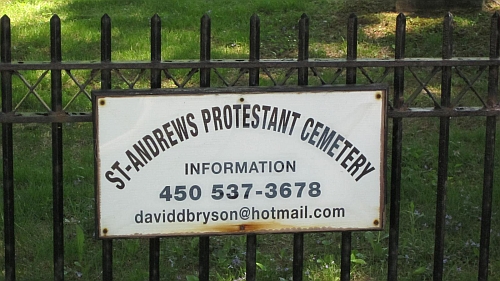 ST-ANDREWS PROTESTANT CEMETERY
INFORMATION
450 537-3678
daviddbryson@hotmail.com